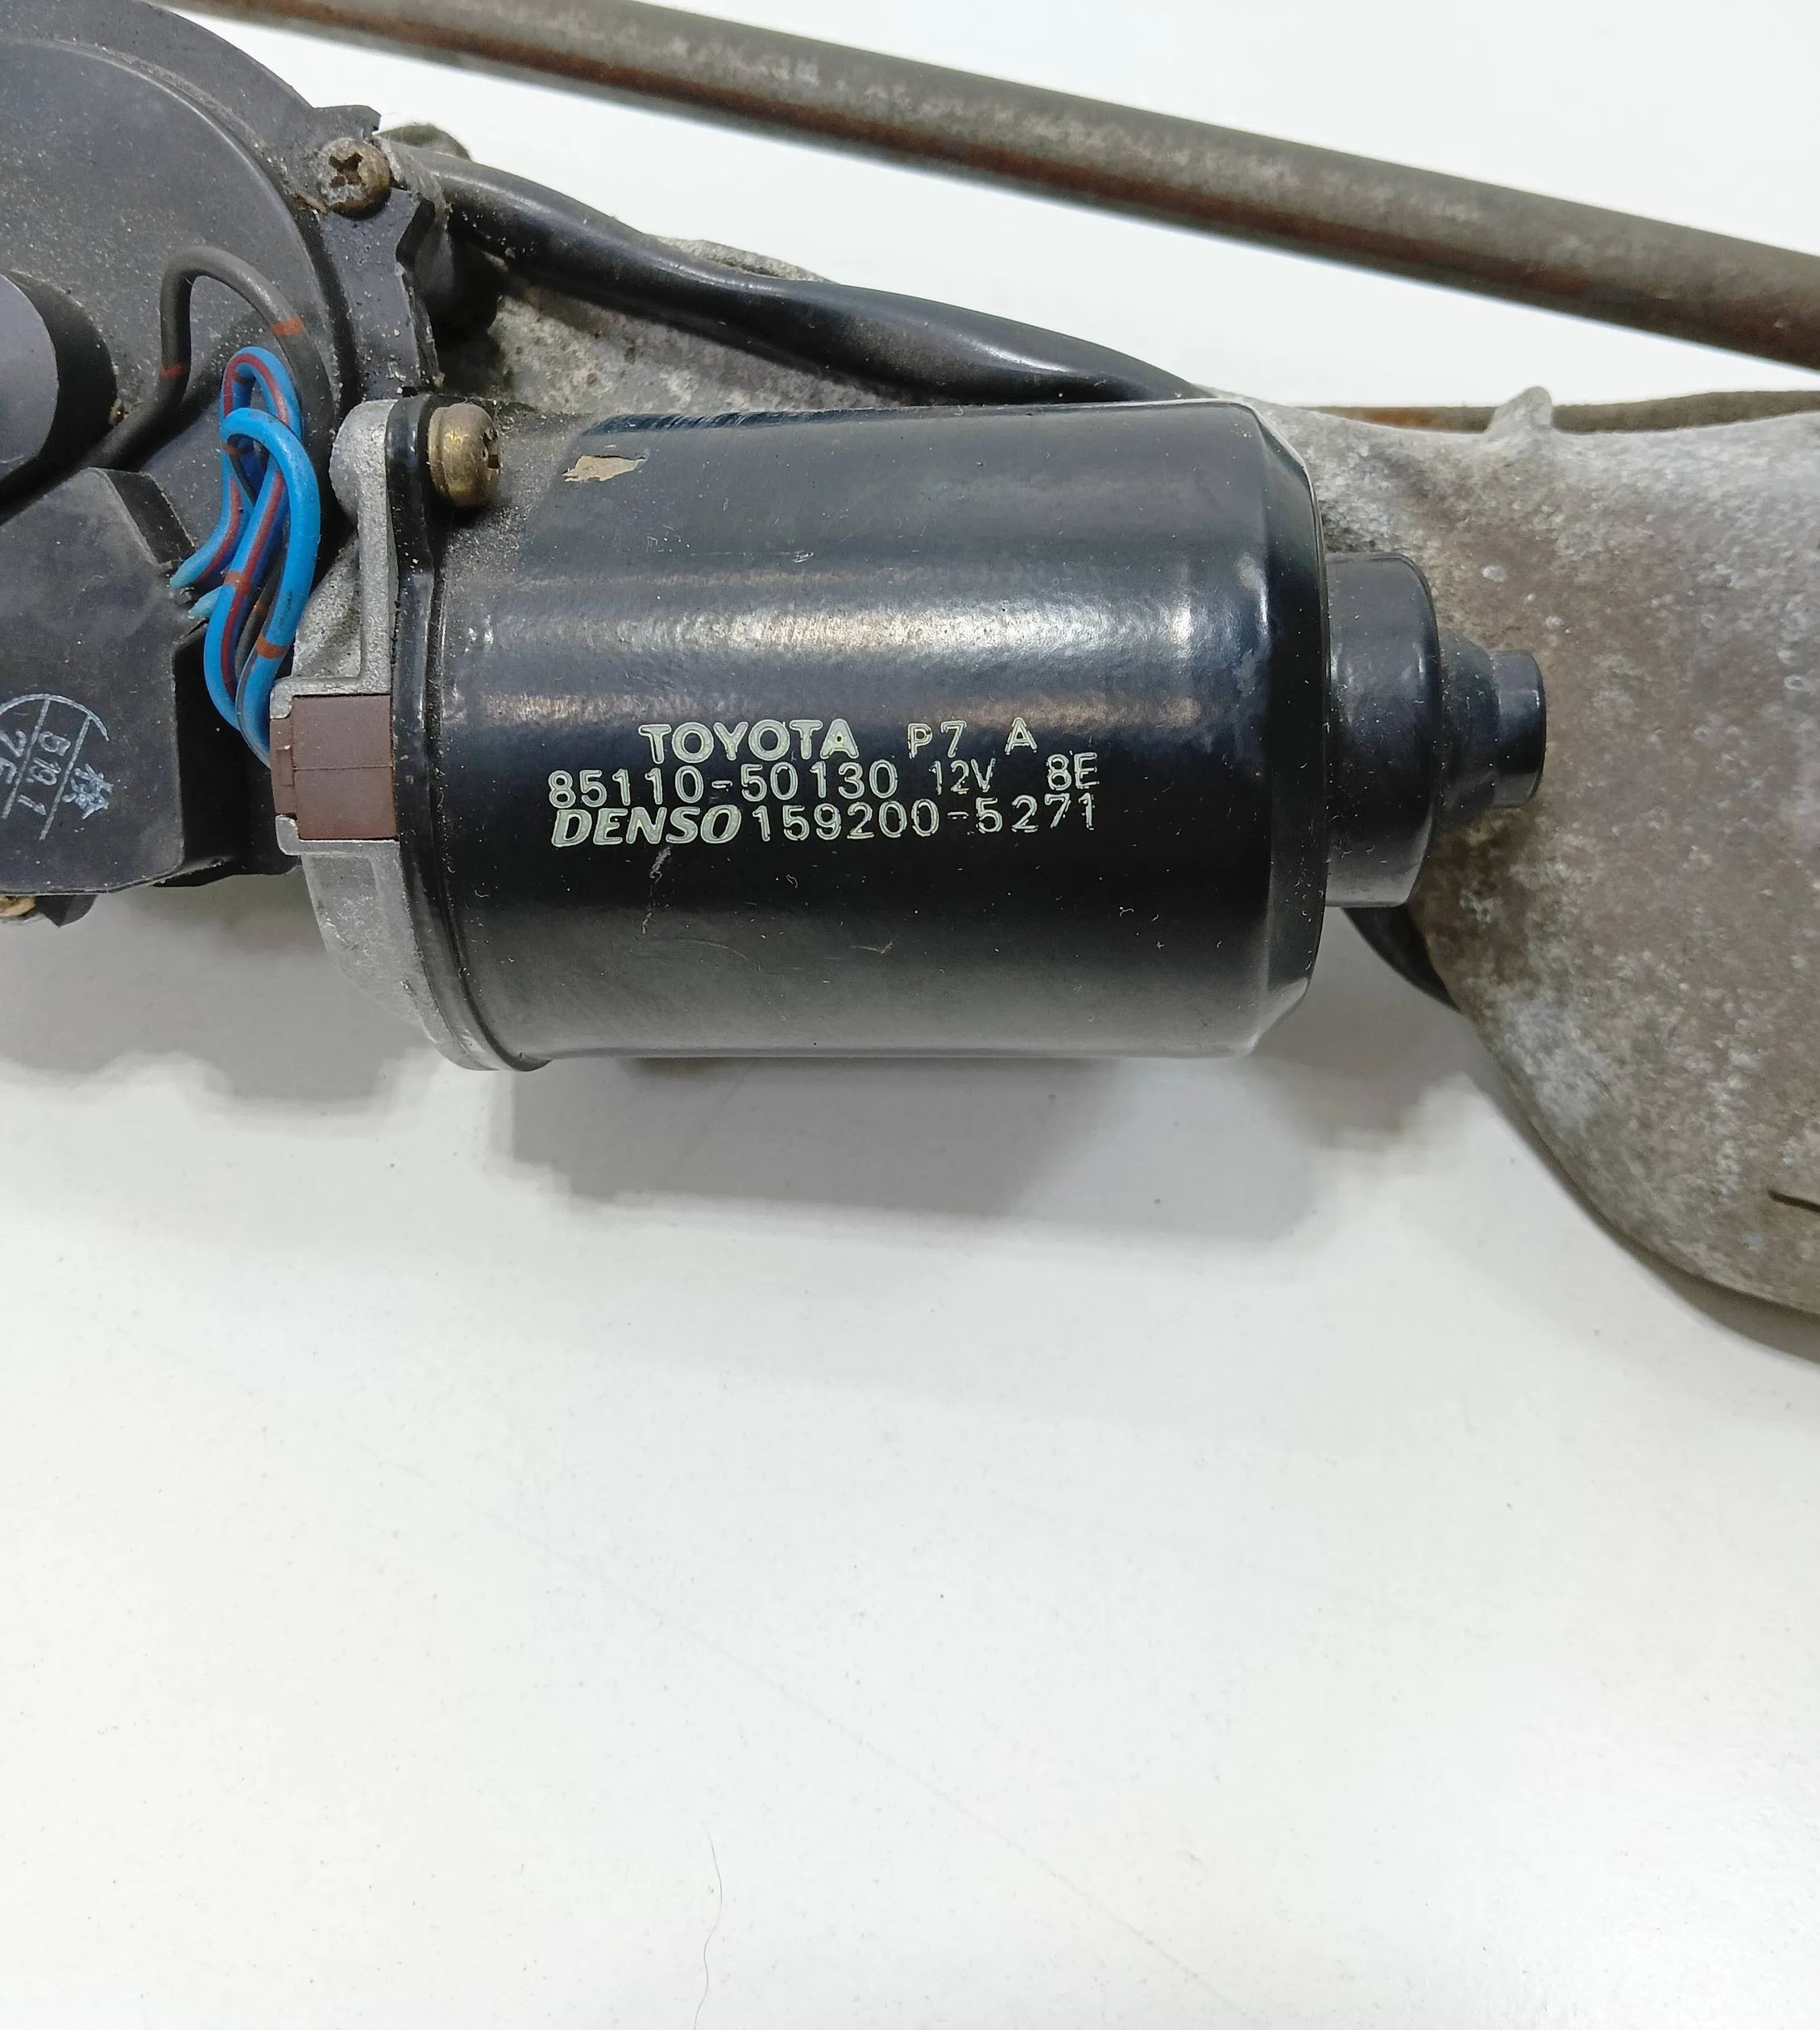 TOYOTA P7 A
85110-50130 12V 8E
DENSO 159200-5271